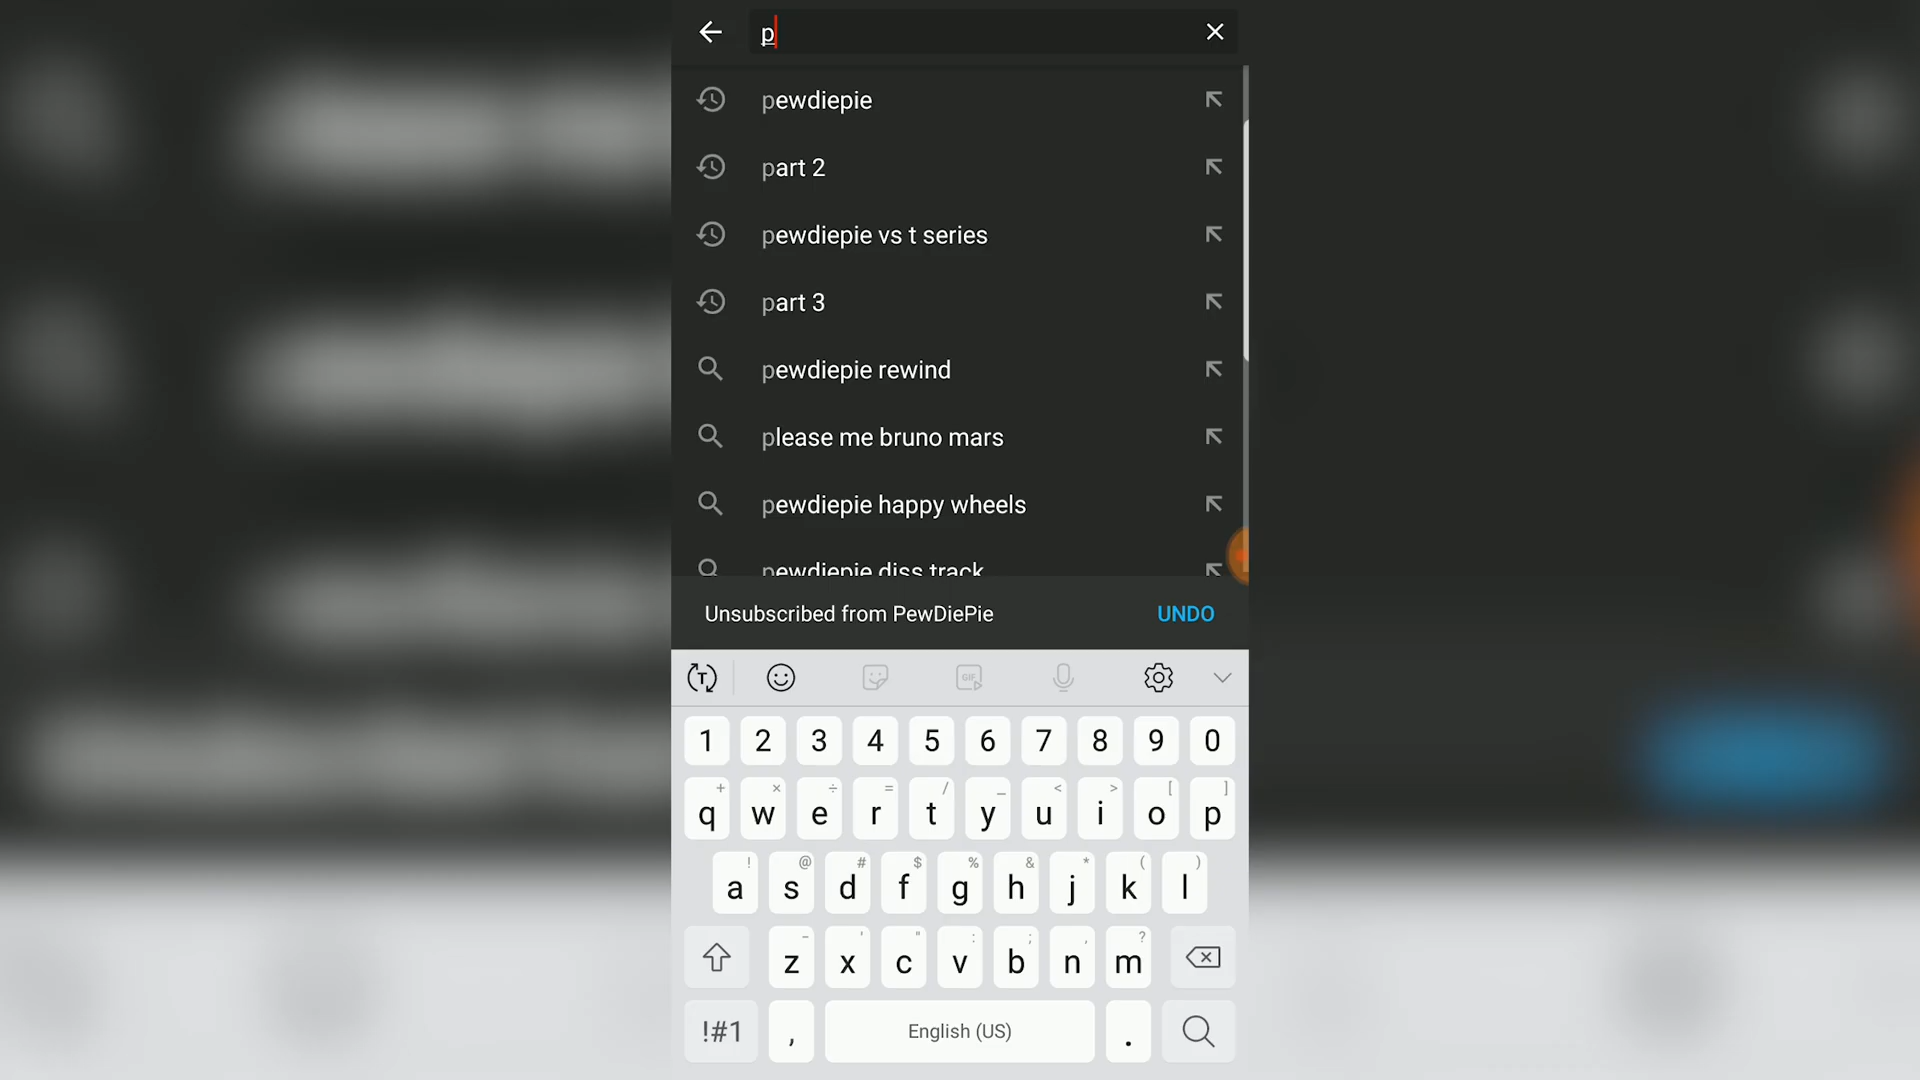 p
pewdiepie
part 2
pewdiepie vs t series
part 3
pewdiepie rewind
please me bruno mars
pewdiepie happy wheels
pewdiepie diss track
Unsubscribed from PewDiePie UNDO
T GIF
1 2 3 4 5 6 7 8 9 0
+ × ÷ = / _ < > [ ]
q w e r t y u i o p
! @ # $ % & * ( )
a s d f g h j k l
- ' " : ; , ?
z x c v b n m
!#1 , English (US) .